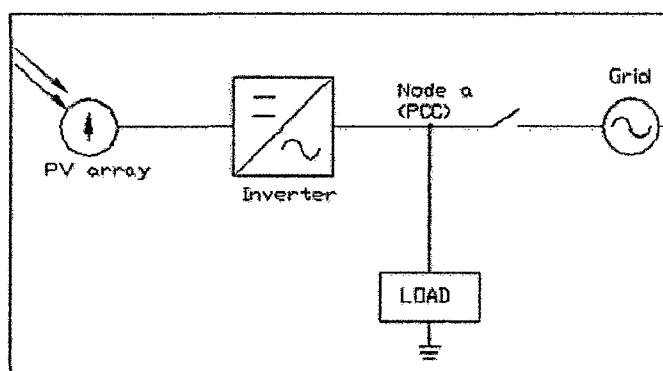 Node a
(PCC)
Grid
PV array
Inverter
LOAD